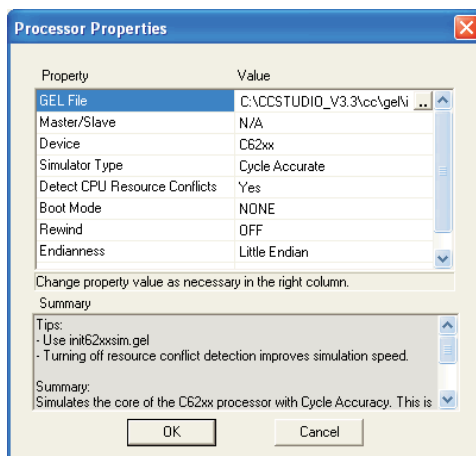 Processor Properties
Property Value
GEL File C:\CCSTUDIO_V3.3\cc\gel\i ..
Master/Slave N/A
Device C62xx
Simulator Type Cycle Accurate
Detect CPU Resource Conflicts Yes
Boot Mode NONE
Rewind OFF
Endianness Little Endian
Change property value as necessary in the right column.
Summary
Tips:
- Use init62xxsim.gel
- Turning off resource conflict detection improves simulation speed.
Summary:
Simulates the core of the C62xx processor with Cycle Accuracy. This is
OK Cancel